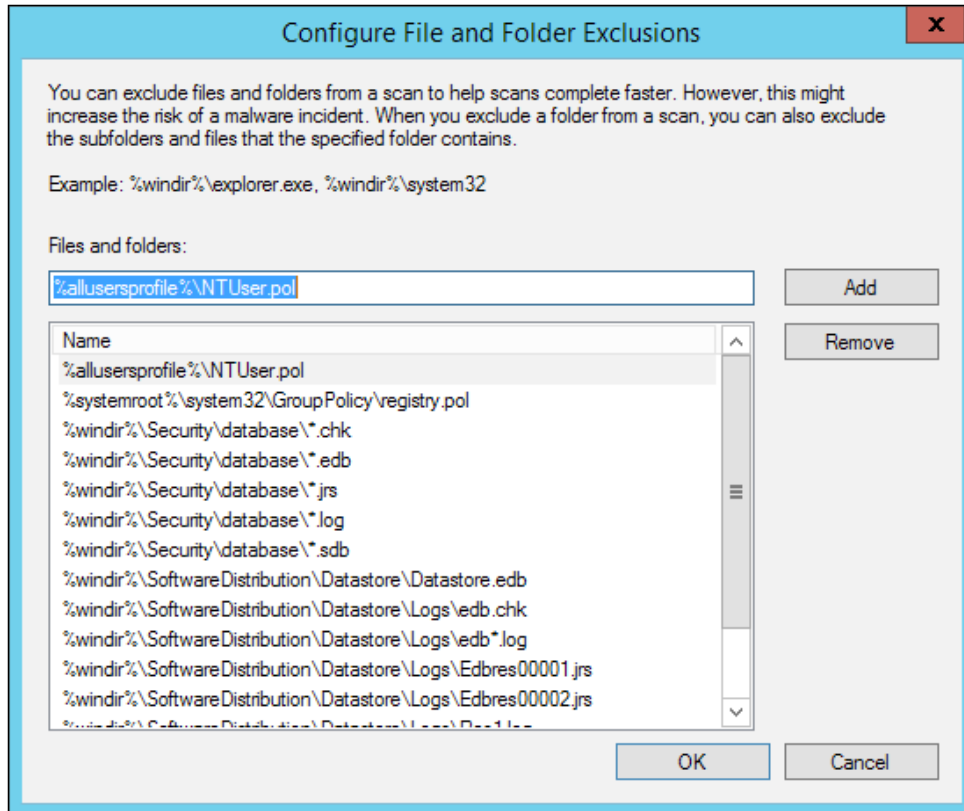 Configure File and Folder Exclusions
x
You can exclude files and folders from a scan to help scans complete faster. However, this might
increase the risk of a malware incident. When you exclude a folder from a scan, you can also exclude
the subfolders and files that the specified folder contains.
Example: %windir%\explorer.exe, %windir%\system32
Files and folders:
%allusersprofile%\NTUser.pol
Add
Name
Remove
%allusersprofile%\NTUser.pol
%systemroot%\system32\GroupPolicy\registry.pol
%windir%\Security\database\*.chk
%windir%\Security\database\*.edb
%windir%\Security\database\*.jrs
%windir%\Security\database\*.log
%windir%\Security\database\*.sdb
%windir%\SoftwareDistribution\Datastore\Datastore.edb
%windir%\SoftwareDistribution\Datastore\Logs\edb.chk
%windir%\SoftwareDistribution\Datastore\Logs\edb*.log
%windir%\SoftwareDistribution\Datastore\Logs\Edbres00001.jrs
%windir%\SoftwareDistribution\Datastore\Logs\Edbres00002.jrs
OK
Cancel